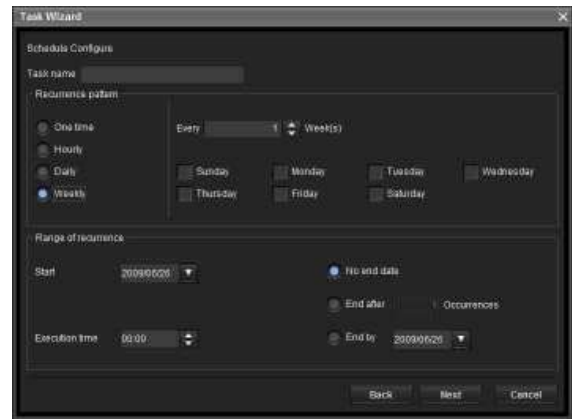 Task Wizard
Schedule Configure
Task name
Recurrence pattern
One time
Every 1 Week(s)
Hourly
Daily
Sunday Monday Tuesday Wednesday
Weekly
Thursday Friday Saturday
Range of recurrence
Start 2009/06/26 No end date
End after 1 Occurrences
Execution time 00:00 End by 2009/06/26
Back Next Cancel